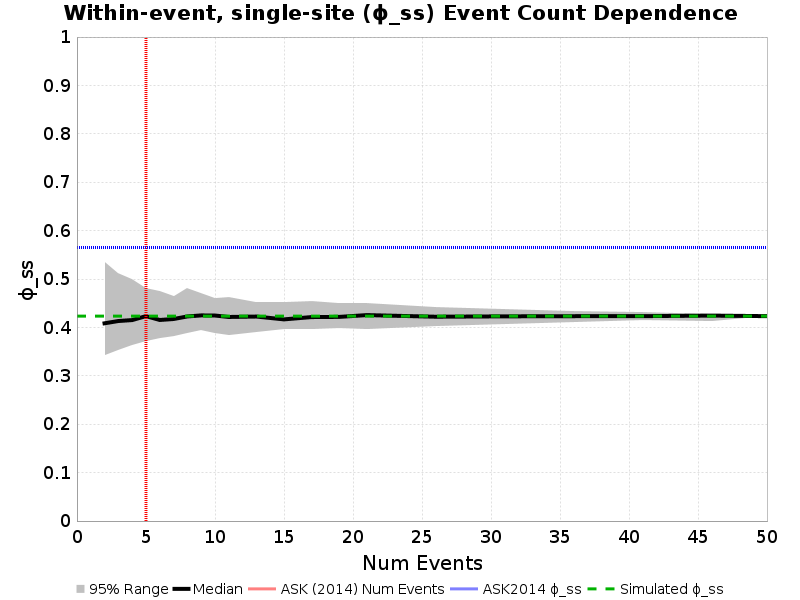 Within-event, single-site (ϕ_ss) Event Count Dependence
1
0.9
0.8
0.7
0.6
0.5
0.4
0.3
0.2
0.1
0
ϕ_ss
0 5 10 15 20 25 30 35 40 45 50
Num Events
95% Range Median ASK (2014) Num Events ASK2014 ϕ_ss Simulated ϕ_ss